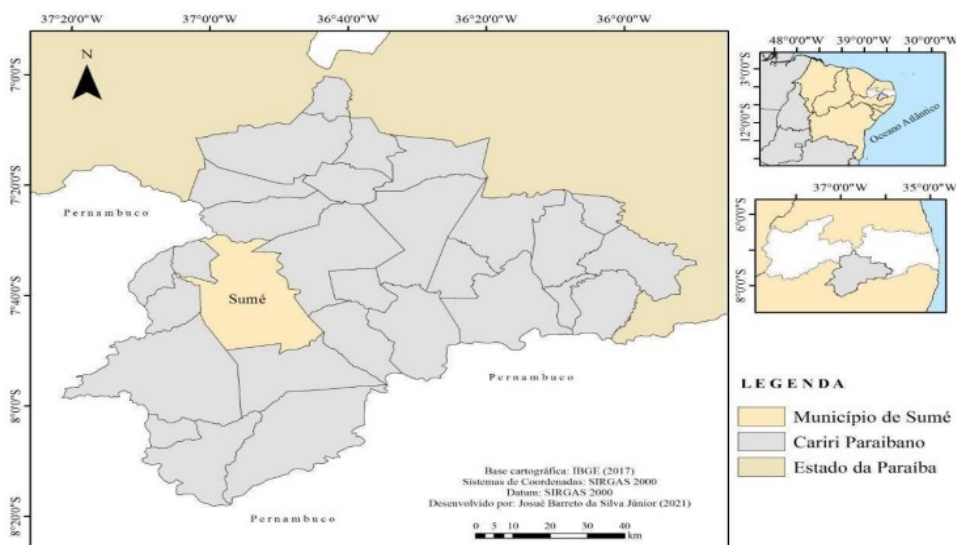 37°20'0"W 37°0'0"W 36°40'0"W 36°20'0"W 36°0'0"W
N
7°0'0"S
7°20'0"S
7°40'0"S
8°0'0"S
8°20'0"S
Pernambuco
Sumé
Pernambuco
Pernambuco
Base cartográfica: IBGE (2017)
Sistemas de Coordenadas: SIRGAS 2000
Datum: SIRGAS 2000
Desenvolvido por: Josué Barreto da Silva Júnior (2021)
0 5 10 20 30 40
km
48°0'0"W 39°0'0"W 30°0'0"W
3°0'0"S
12°0'0"S
Oceano Atlântico
37°0'0"W 35°0'0"W
6°0'0"S
8°0'0"S
LEGENDA
Município de Sumé
Cariri Paraibano
Estado da Paraíba